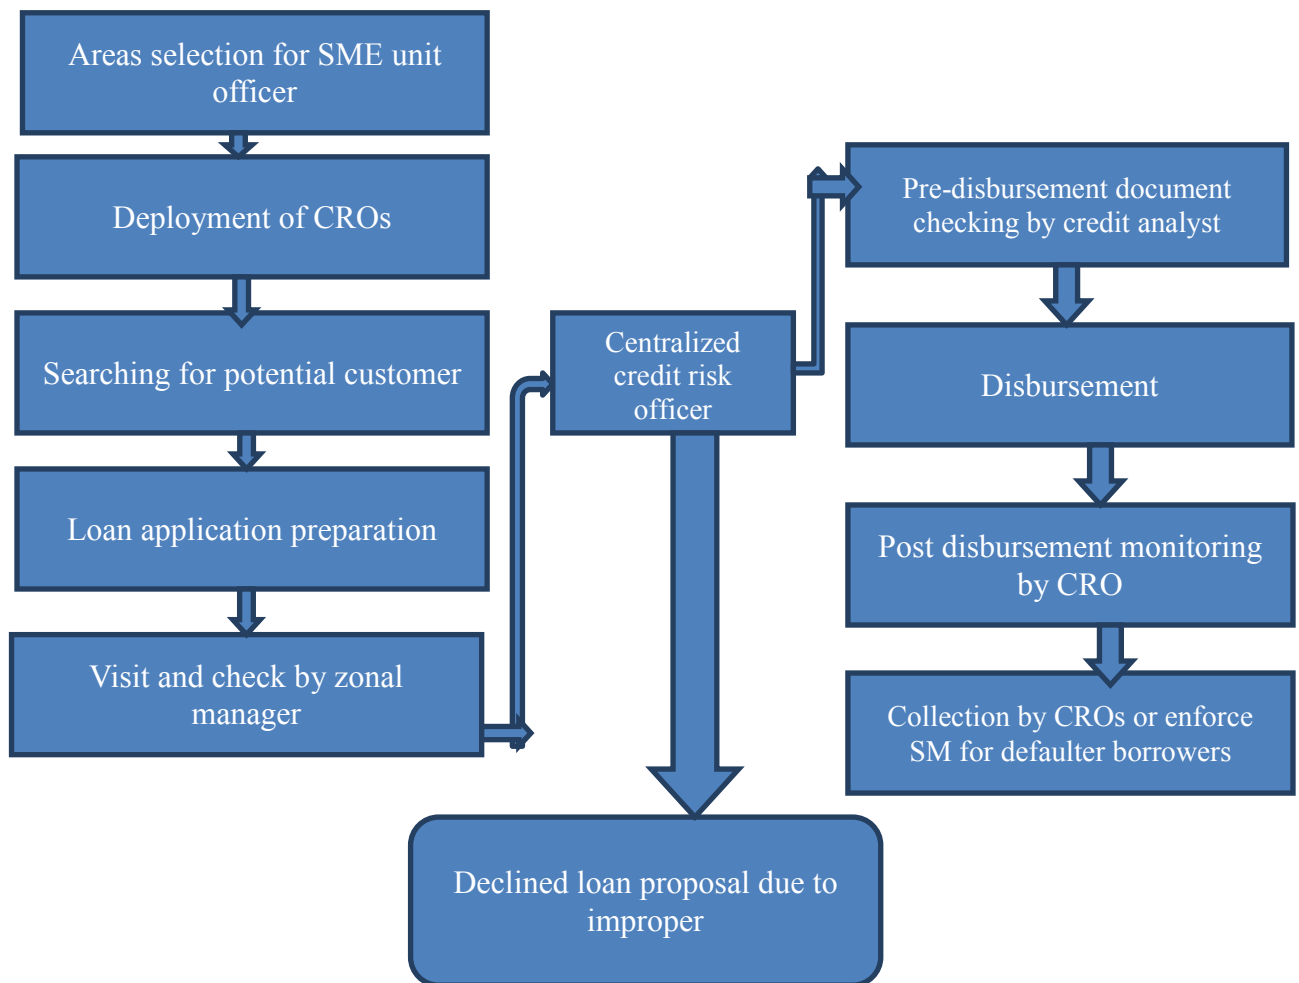 Areas selection for SME unit
officer
Deployment of CROs
Searching for potential customer
Loan application preparation
Visit and check by zonal
manager
Centralized
credit risk
officer
Declined loan proposal due to
improper
Pre-disbursement document
checking by credit analyst
Disbursement
Post disbursement monitoring
by CRO
Collection by CROs or enforce
SM for defaulter borrowers